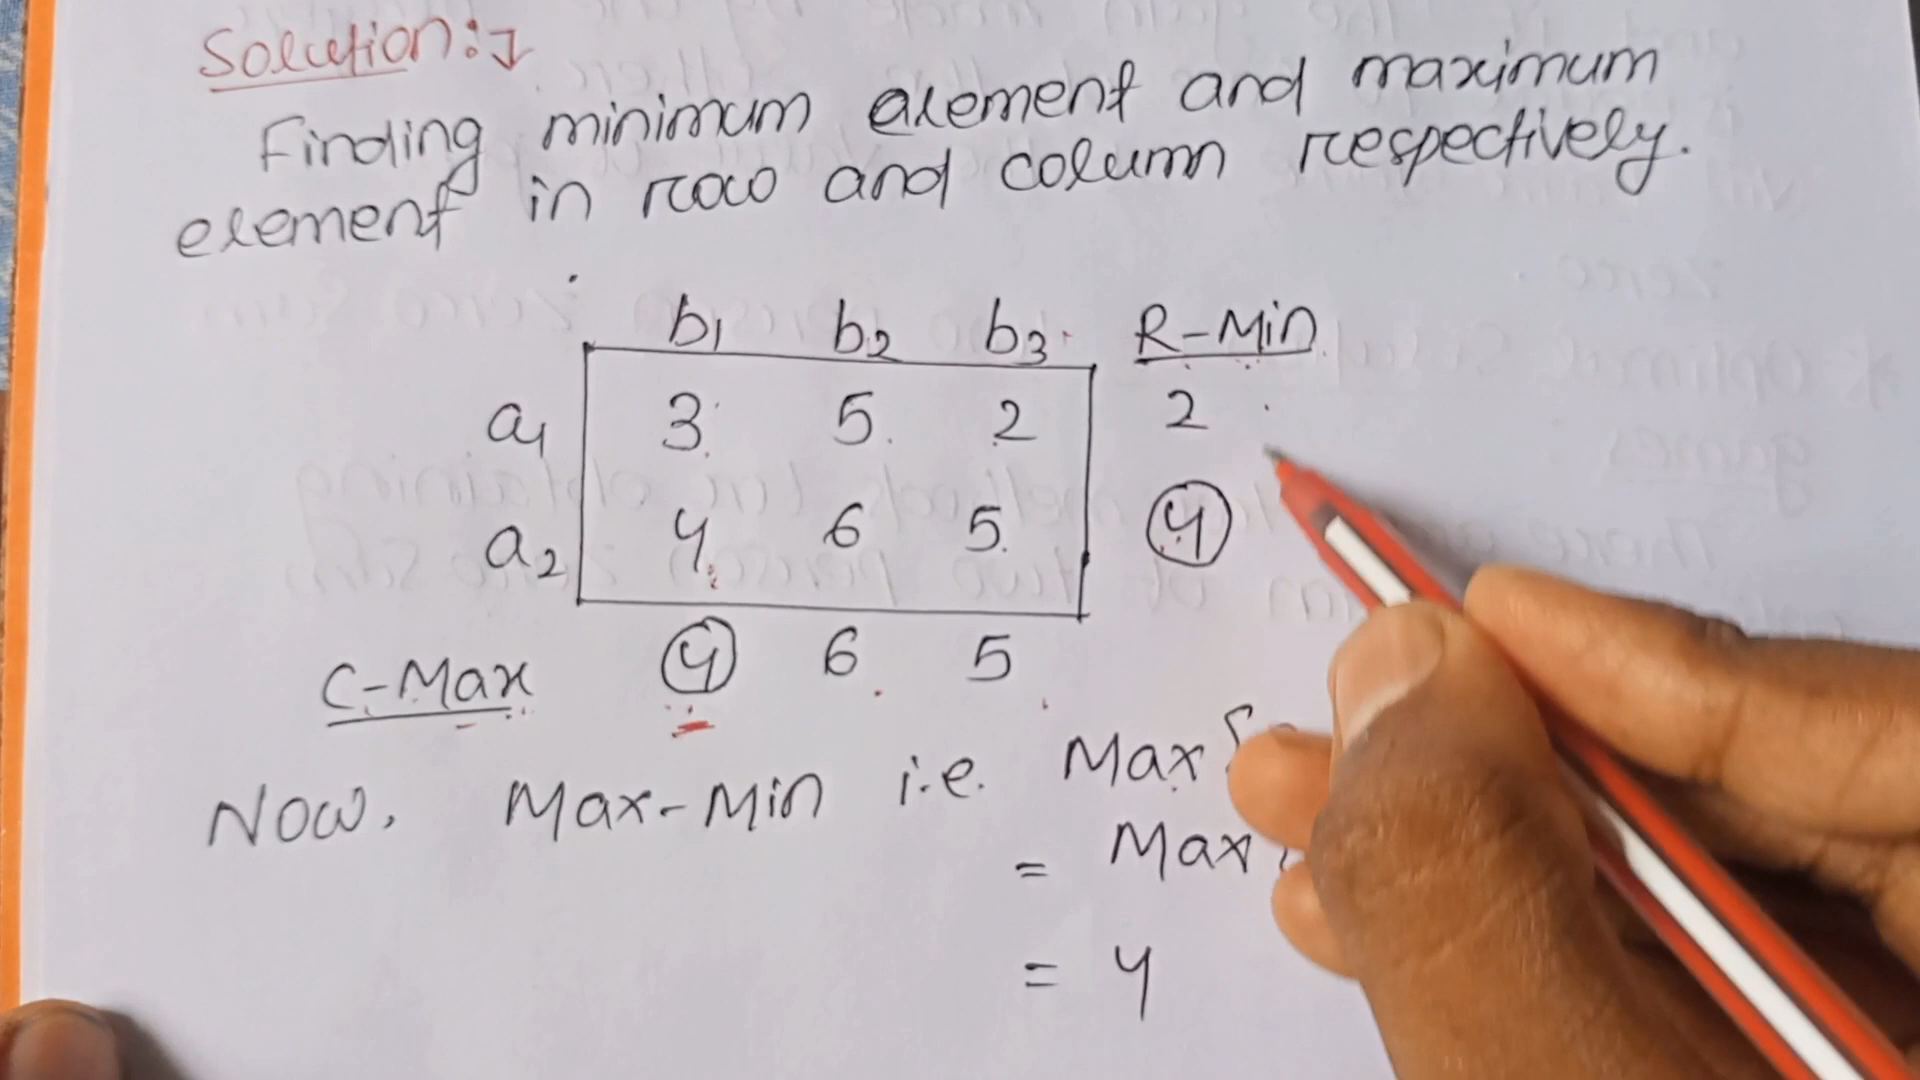 Solution:-
Finding minimum element and maximum
element in row and column respectively.
b1 b2 b3 R-Min
a1 3 5 2 2
a2 4 6 5 4
C-Max 4 6 5
Now, Max-Min i.e. Max {
= Max {
= 4